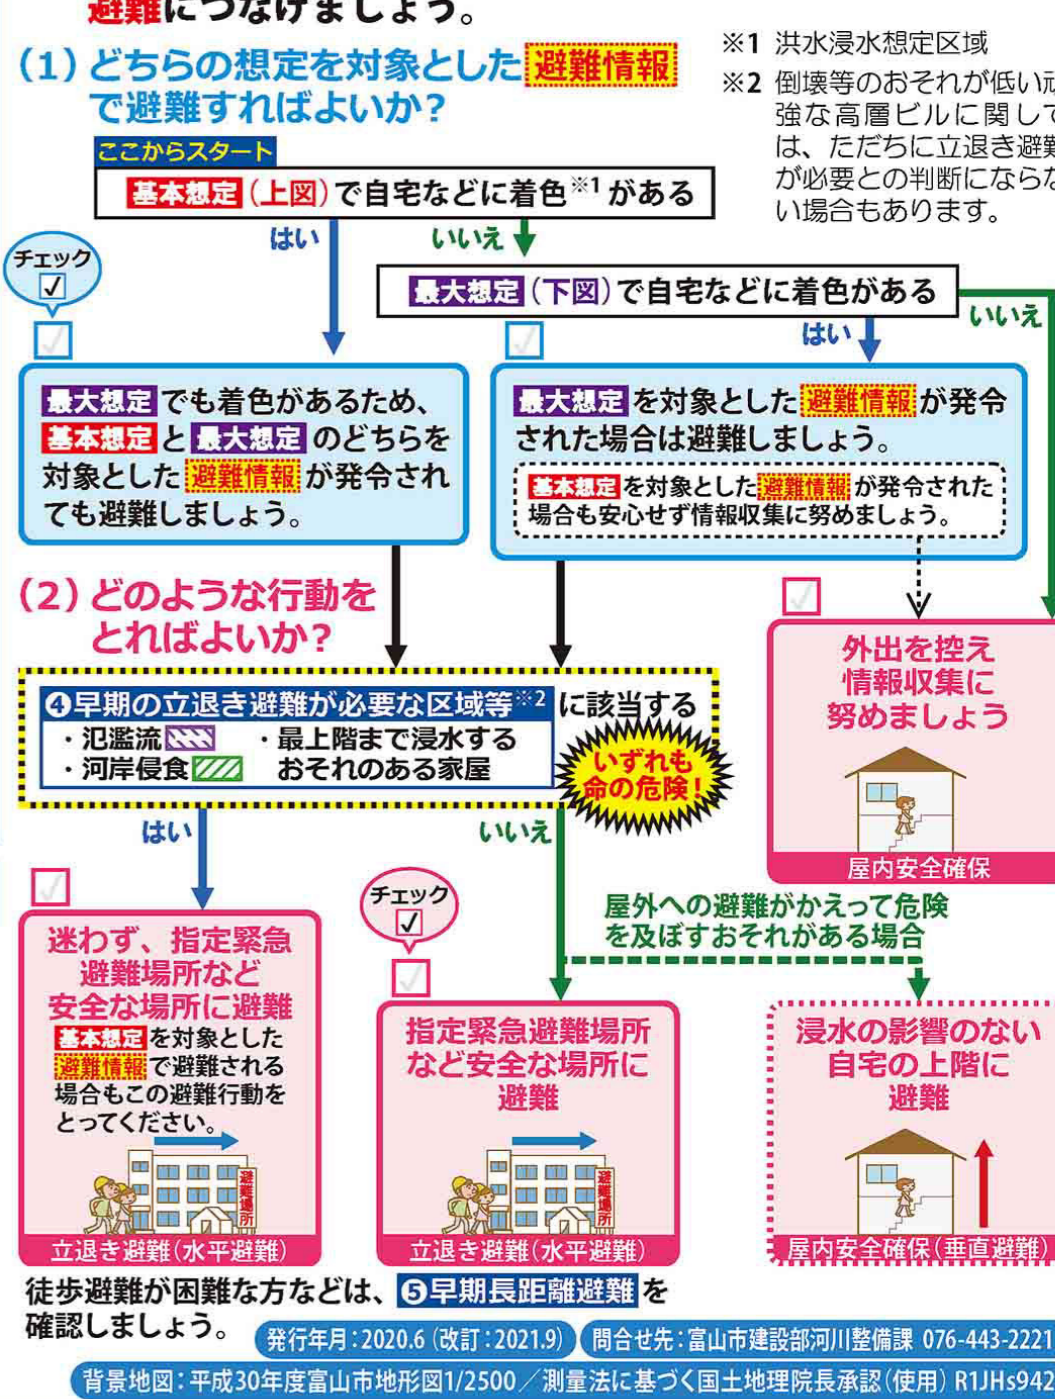 避難につなげましょう。
(1)どちらの想定を対象とした避難情報
で避難すればよいか?
※1 洪水浸水想定区域
※2 倒壊等のおそれが低い頑
強な高層ビルに関して
は、ただちに立退き避難
が必要との判断にならな
い場合もあります。
ここからスタート
基本想定(上図)で自宅などに着色※1がある
はい
いいえ
チェック
最大想定(下図)で自宅などに着色がある
はい
いいえ
最大想定でも着色があるため、
基本想定と最大想定のどちらを
対象とした避難情報が発令され
ても避難しましょう。
最大想定を対象とした避難情報が発令
された場合は避難しましょう。
基本想定を対象とした避難情報が発令された
場合も安心せず情報収集に努めましょう。
(2)どのような行動を
とればよいか?
❹早期の立退き避難が必要な区域等※2に該当する
・氾濫流 ・最上階まで浸水する
・河岸侵食 おそれのある家屋
いずれも
命の危険!
外出を控え
情報収集に
努めましょう
屋内安全確保
はい
いいえ
チェック
屋外への避難がかえって危険
を及ぼすおそれがある場合
迷わず、指定緊急
避難場所など
安全な場所に避難
基本想定を対象とした
避難情報で避難される
場合もこの避難行動を
とってください。
避難場所
立退き避難(水平避難)
指定緊急避難場所
など安全な場所に
避難
避難場所
立退き避難(水平避難)
浸水の影響のない
自宅の上階に
避難
屋内安全確保(垂直避難)
徒歩避難が困難な方などは、❺早期長距離避難を
確認しましょう。
発行年月:2020.6(改訂:2021.9)
問合せ先:富山市建設部河川整備課 076-443-2221
背景地図:平成30年度富山市地形図1/2500/測量法に基づく国土地理院長承認(使用)R1JHs942